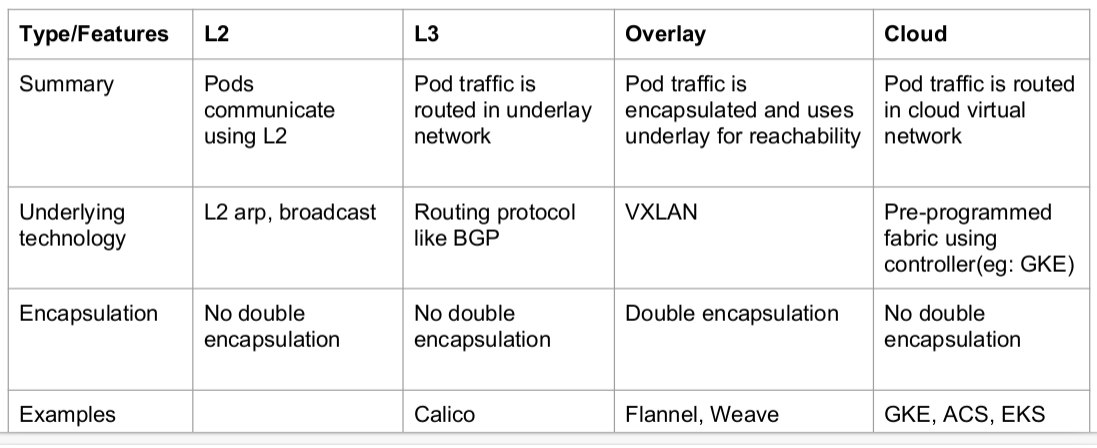 Type/Features L2 L3 Overlay Cloud
Summary Pods Pod traffic is Pod traffic is Pod traffic is routed
communicate routed in underlay encapsulated and uses in cloud virtual
using L2 network underlay for reachability network
Underlying L2 arp, broadcast Routing protocol VXLAN Pre-programmed
technology like BGP fabric using
controller(eg: GKE)
Encapsulation No double No double Double encapsulation No double
encapsulation encapsulation encapsulation
Examples Calico Flannel, Weave GKE, ACS, EKS